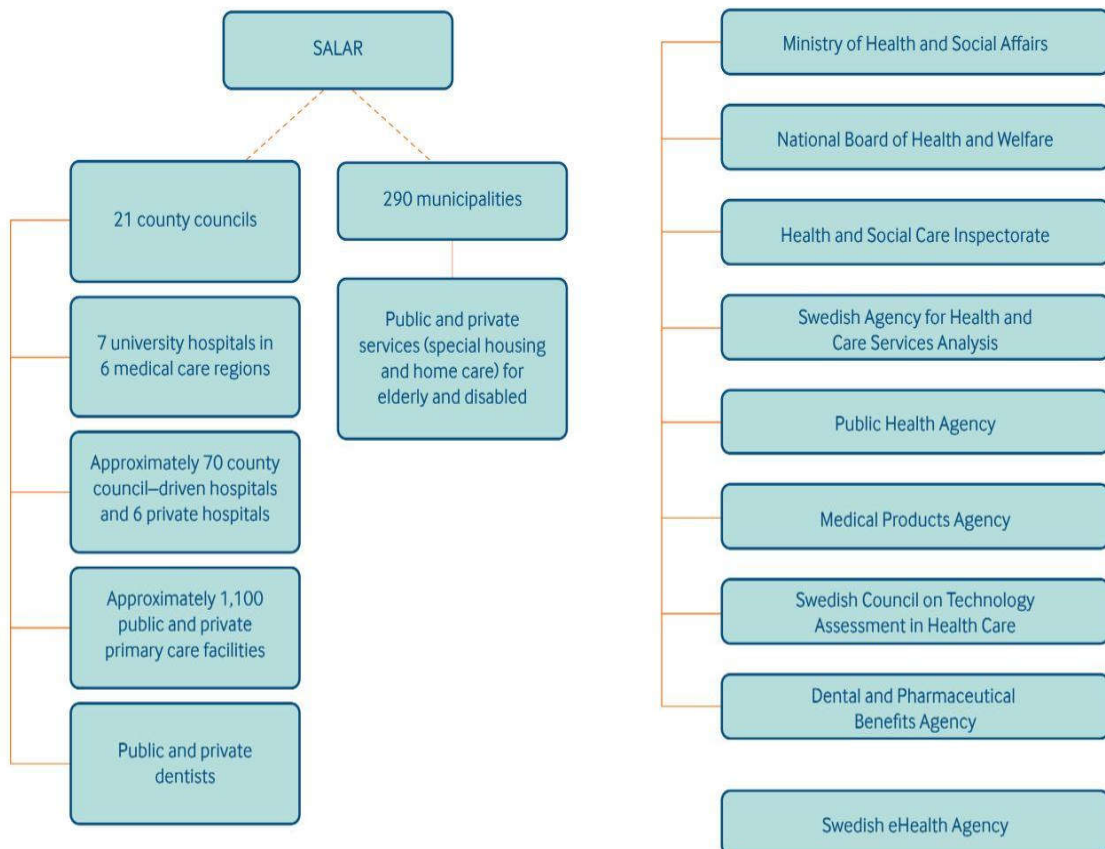 SALAR
21 county councils
290 municipalities
7 university hospitals in
6 medical care regions
Public and private
services (special housing
and home care) for
elderly and disabled
Approximately 70 county
council–driven hospitals
and 6 private hospitals
Approximately 1,100
public and private
primary care facilities
Public and private
dentists
Ministry of Health and Social Affairs
National Board of Health and Welfare
Health and Social Care Inspectorate
Swedish Agency for Health and
Care Services Analysis
Public Health Agency
Medical Products Agency
Swedish Council on Technology
Assessment in Health Care
Dental and Pharmaceutical
Benefits Agency
Swedish eHealth Agency